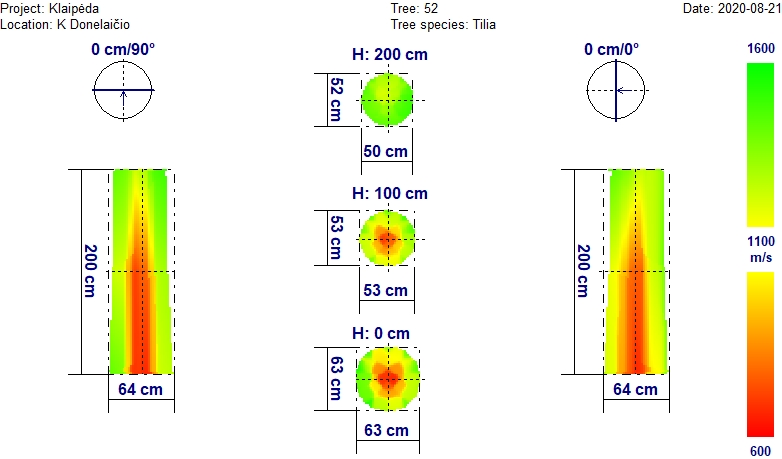 Project: Klaipėda
Tree: 52
Date: 2020-08-21
Location: K Donelaičio
Tree species: Tilia
0 cm/90°
H: 200 cm
0 cm/0°
1600
52 cm
50 cm
H: 100 cm
53 cm
53 cm
200 cm
200 cm
1100
m/s
H: 0 cm
63 cm
64 cm
63 cm
64 cm
600